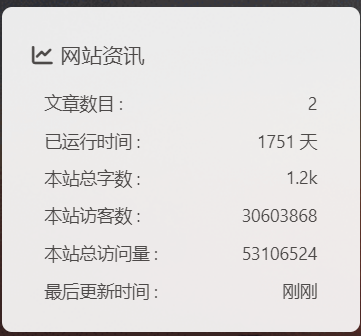 网站资讯
文章数目 : 2
已运行时间 : 1751 天
本站总字数 : 1.2k
本站访客数 : 30603868
本站总访问量 : 53106524
最后更新时间 : 刚刚